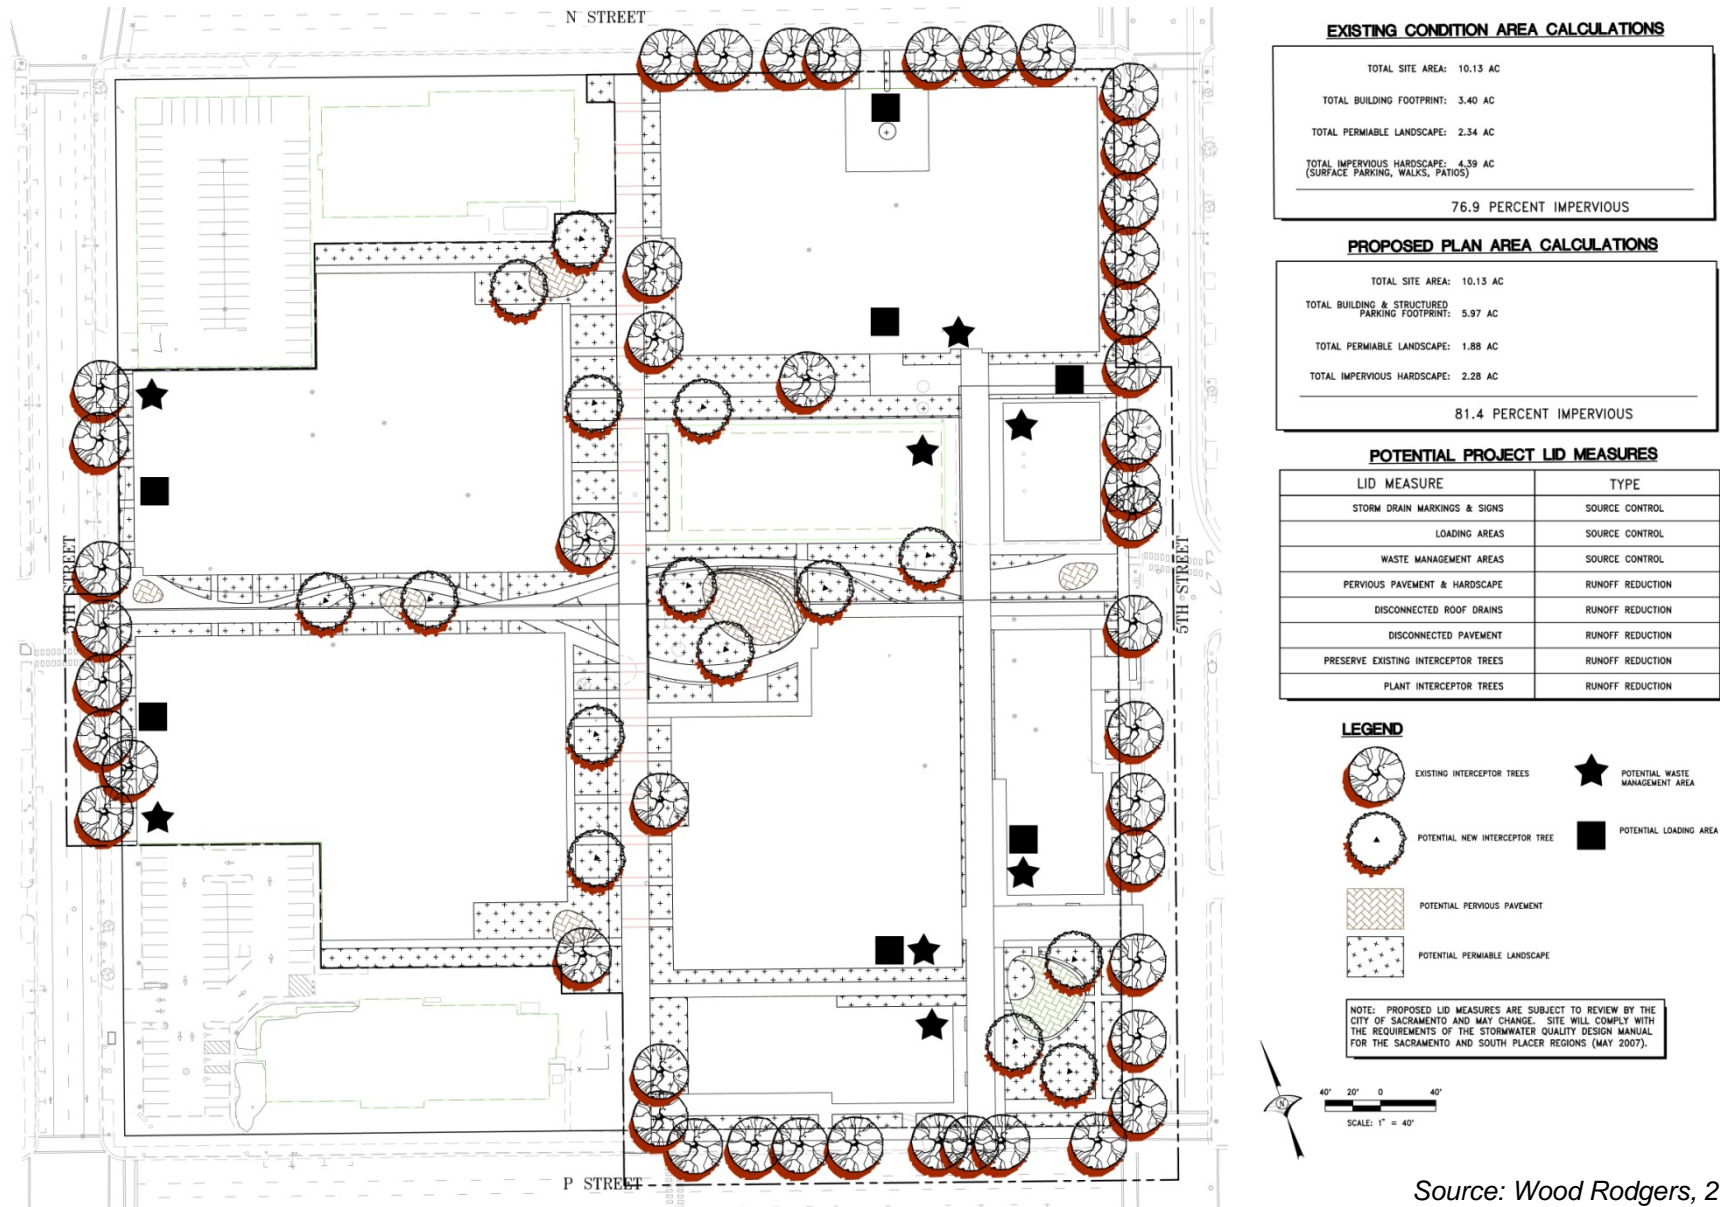 N STREET
5TH STREET
5TH STREET
P STREET
EXISTING CONDITION AREA CALCULATIONS
TOTAL SITE AREA: 10.13 AC
TOTAL BUILDING FOOTPRINT: 3.40 AC
TOTAL PERMIABLE LANDSCAPE: 2.34 AC
TOTAL IMPERVIOUS HARDSCAPE: 4.39 AC
(SURFACE PARKING, WALKS, PATIOS)
76.9 PERCENT IMPERVIOUS
PROPOSED PLAN AREA CALCULATIONS
TOTAL SITE AREA: 10.13 AC
TOTAL BUILDING & STRUCTURED
PARKING FOOTPRINT: 5.97 AC
TOTAL PERMIABLE LANDSCAPE: 1.88 AC
TOTAL IMPERVIOUS HARDSCAPE: 2.28 AC
81.4 PERCENT IMPERVIOUS
POTENTIAL PROJECT LID MEASURES
LID MEASURE TYPE
STORM DRAIN MARKINGS & SIGNS SOURCE CONTROL
LOADING AREAS SOURCE CONTROL
WASTE MANAGEMENT AREAS SOURCE CONTROL
PERVIOUS PAVEMENT & HARDSCAPE RUNOFF REDUCTION
DISCONNECTED ROOF DRAINS RUNOFF REDUCTION
DISCONNECTED PAVEMENT RUNOFF REDUCTION
PRESERVE EXISTING INTERCEPTOR TREES RUNOFF REDUCTION
PLANT INTERCEPTOR TREES RUNOFF REDUCTION
LEGEND
EXISTING INTERCEPTOR TREES
POTENTIAL WASTE
MANAGEMENT AREA
POTENTIAL NEW INTERCEPTOR TREE
POTENTIAL LOADING AREA
POTENTIAL PERVIOUS PAVEMENT
POTENTIAL PERMIABLE LANDSCAPE
NOTE: PROPOSED LID MEASURES ARE SUBJECT TO REVIEW BY THE
CITY OF SACRAMENTO AND MAY CHANGE. SITE WILL COMPLY WITH
THE REQUIREMENTS OF THE STORMWATER QUALITY DESIGN MANUAL
FOR THE SACRAMENTO AND SOUTH PLACER REGIONS (MAY 2007).
N
40' 20' 0 40'
SCALE: 1" = 40'
Source: Wood Rodgers, 2